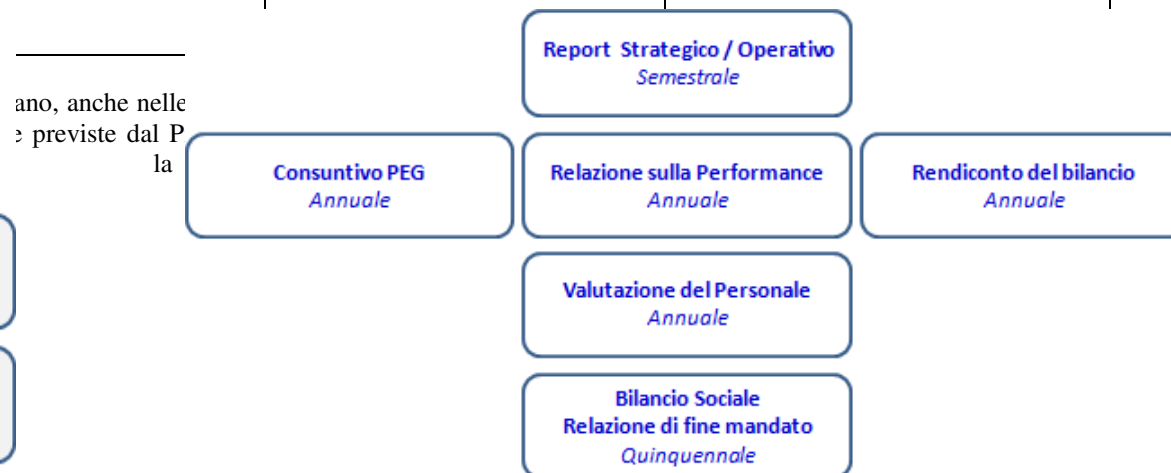 Report Strategico / Operativo
Semestrale
ano, anche nelle
e previste dal P
la
Consuntivo PEG
Annuale
Relazione sulla Performance
Annuale
Rendiconto del bilancio
Annuale
Valutazione del Personale
Annuale
Bilancio Sociale
Relazione di fine mandato
Quinquennale